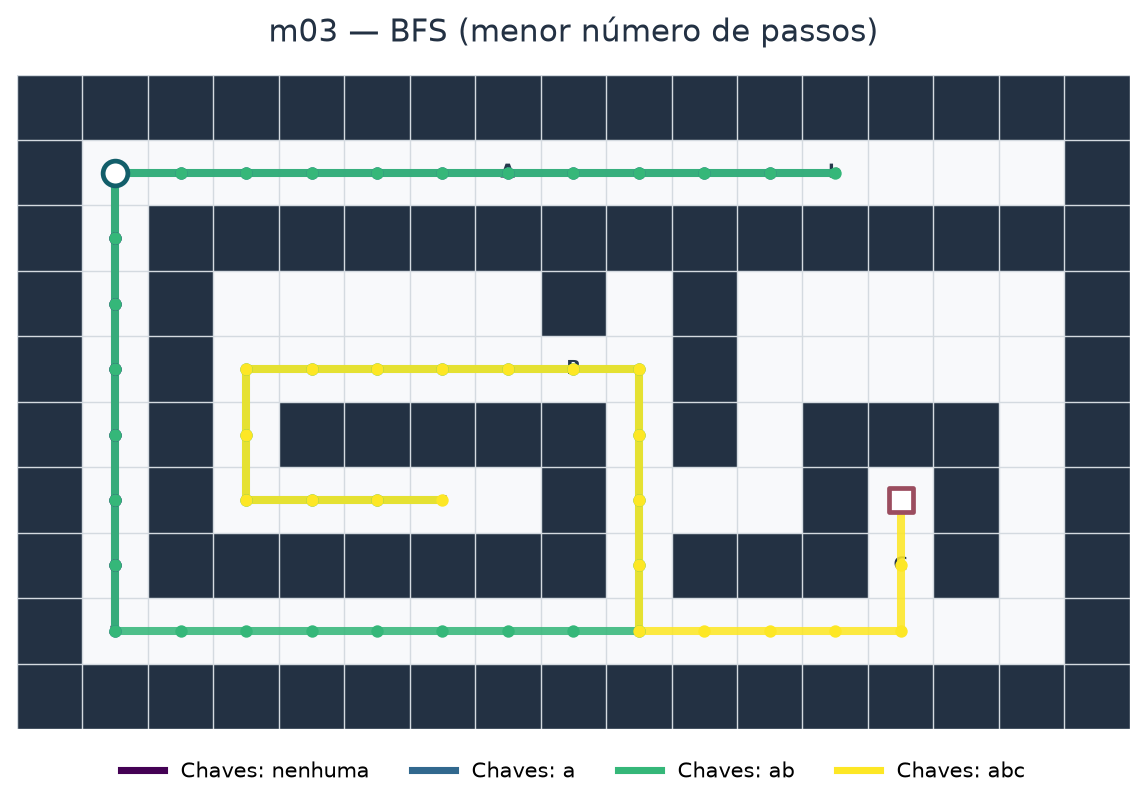 m03 — BFS (menor número de passos)
A
Chaves: nenhuma
Chaves: a
Chaves: ab
Chaves: abc